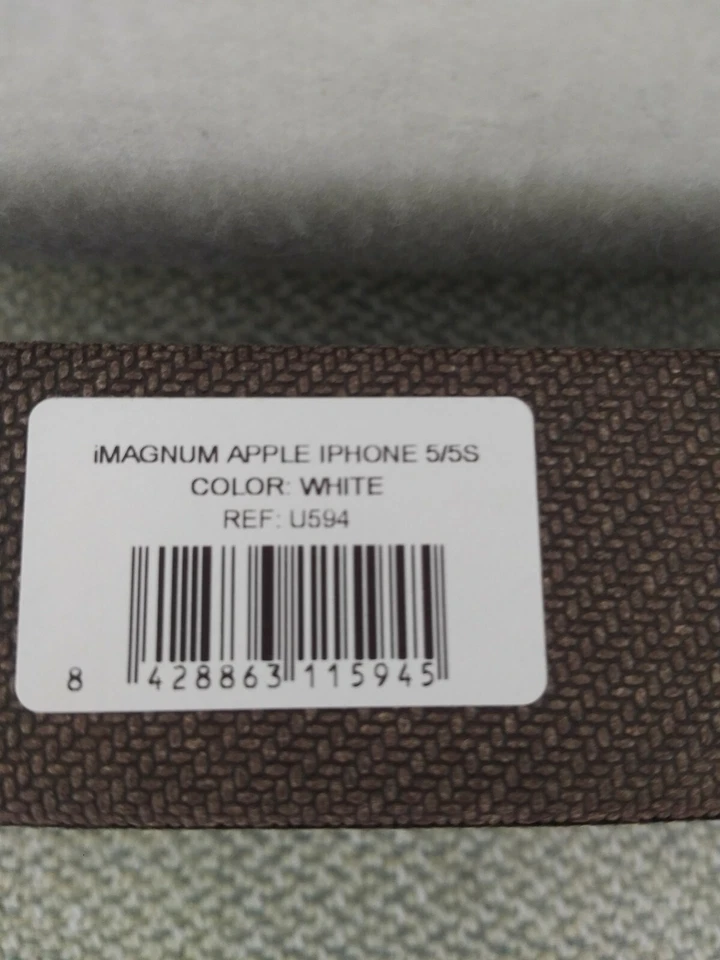 iMAGNUM APPLE IPHONE 5/5S
COLOR: WHITE
REF: U594
8 428863 115945